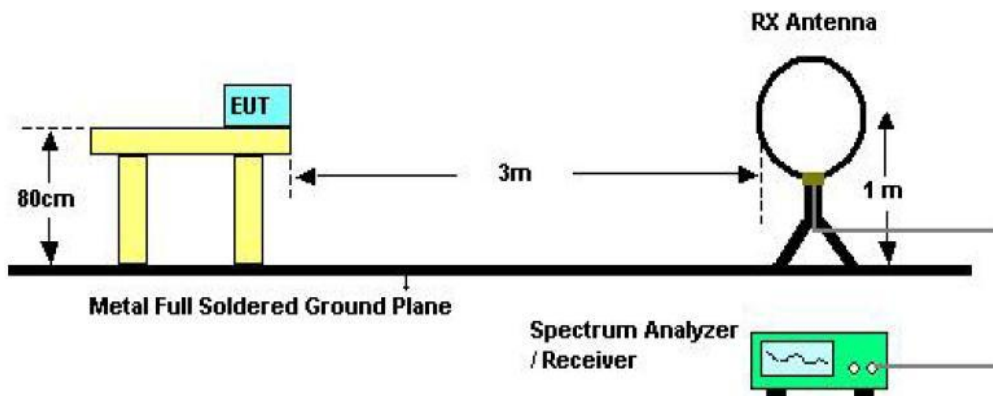 RX Antenna
EUT
3m
80cm
1 m
Metal Full Soldered Ground Plane
Spectrum Analyzer
/ Receiver